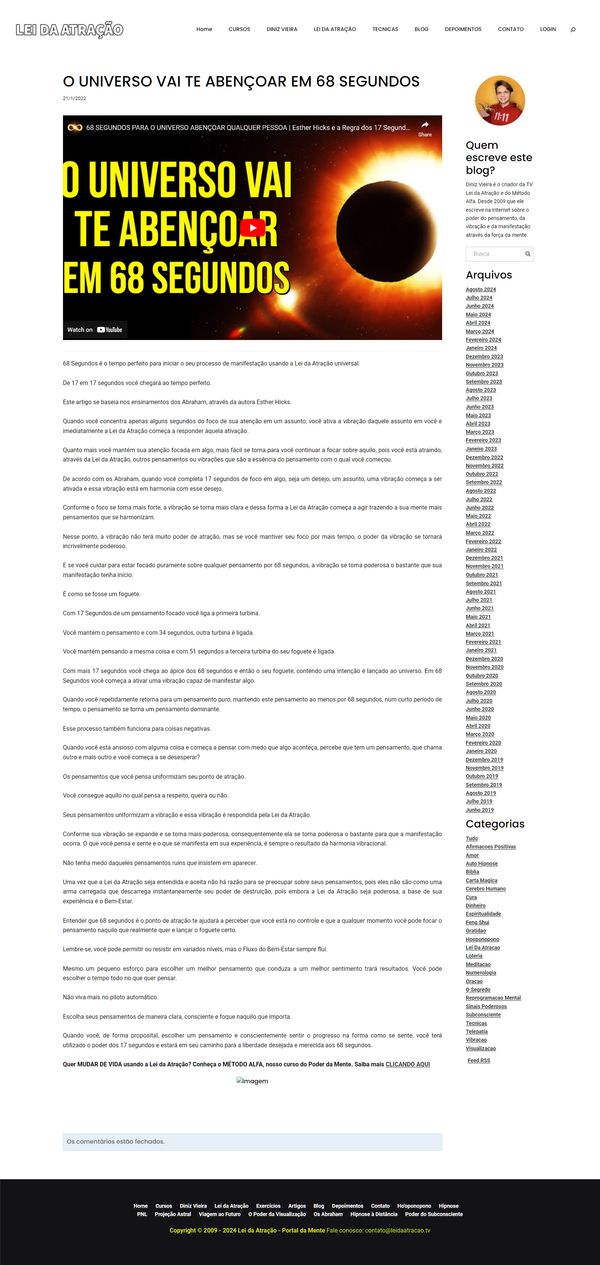 LEI DA ATRAÇÃO
Home CURSOS DINIZ VIEIRA LEI DA ATRAÇÃO TECNICAS BLOG DEPOIMENTOS CONTATO LOGIN
O UNIVERSO VAI TE ABENÇOAR EM 68 SEGUNDOS
21/1/2022
68 SEGUNDOS PARA O UNIVERSO ABENÇOAR QUALQUER PESSOA | Esther Hicks e a Regra dos 17 Segund...
Share
O UNIVERSO VAI
TE ABENÇOAR
EM 68 SEGUNDOS
Watch on YouTube
68 Segundos é o tempo perfeito para iniciar o seu processo de manifestação usando a Lei da Atração universal.
De 17 em 17 segundos você chegará ao tempo perfeito.
Este artigo se baseia nos ensinamentos dos Abraham, através da autora Esther Hicks.
Quando você concentra apenas alguns segundos do foco de sua atenção em um assunto, você ativa a vibração daquele assunto em você e
imediatamente a Lei da Atração começa a responder àquela ativação.
Quanto mais você mantém sua atenção focada em algo, mais fácil se torna para você continuar a focar sobre aquilo, pois você está atraindo,
através da Lei da Atração, outros pensamentos ou vibrações que são a essência do pensamento com o qual você começou.
De acordo com os Abraham, quando você completa 17 segundos de foco em algo, seja um desejo, um assunto, uma vibração começa a ser
ativada e essa vibração está em harmonia com esse desejo.
Conforme o foco se torna mais forte, a vibração se torna mais clara e dessa forma a Lei da Atração começa a agir trazendo a sua mente mais
pensamentos que se harmonizam.
Nesse ponto, a vibração não terá muito poder de atração, mas se você mantiver seu foco por mais tempo, o poder da vibração se tornará
incrivelmente poderoso.
E se você cuidar para estar focado puramente sobre qualquer pensamento por 68 segundos, a vibração se torna poderosa o bastante que sua
manifestação tenha início.
É como se fosse um foguete.
Com 17 Segundos de um pensamento focado você liga a primeira turbina.
Você mantém o pensamento e com 34 segundos, outra turbina é ligada.
Você mantém pensando a mesma coisa e com 51 segundos a terceira turbina do seu foguete é ligada.
Com mais 17 segundos você chega ao ápice dos 68 segundos e então o seu foguete, contendo uma intenção é lançado ao universo. Em 68
Segundos você começa a ativar uma vibração capaz de manifestar algo.
Quando você repetidamente retorna para um pensamento puro, mantendo este pensamento ao menos por 68 segundos, num curto período de
tempo, o pensamento se torna um pensamento dominante.
Esse processo também funciona para coisas negativas.
Quando você está ansioso com alguma coisa e começa a pensar com medo que algo aconteça, percebe que tem um pensamento, que chama
outro e mais outro e você começa a se desesperar?
Os pensamentos que você pensa uniformizam seu ponto de atração.
Você consegue aquilo no qual pensa a respeito, queira ou não.
Seus pensamentos uniformizam a vibração e essa vibração é respondida pela Lei da Atração.
Conforme sua vibração se expande e se torna mais poderosa, consequentemente ela se torna poderosa o bastante para que a manifestação
ocorra. O que você pensa e sente e o que se manifesta em sua experiência, é sempre o resultado da harmonia vibracional.
Não tenha medo daqueles pensamentos ruins que insistem em aparecer.
Uma vez que a Lei da Atração seja entendida e aceita não há razão para se preocupar sobre seus pensamentos, pois eles não são como uma
arma carregada que descarrega instantaneamente seu poder de destruição, pois embora a Lei da Atração seja poderosa, a base de sua
experiência é o Bem-Estar.
Entender que 68 segundos é o ponto de atração te ajudará a perceber que você está no controle e que a qualquer momento você pode focar o
pensamento naquilo que realmente quer e lançar o foguete certo.
Lembre-se, você pode permitir ou resistir em variados níveis, mas o Fluxo do Bem-Estar sempre flui.
Mesmo um pequeno esforço para escolher um melhor pensamento que conduza a um melhor sentimento trará resultados. Você pode
escolher o tempo todo no que quer pensar.
Não viva mais no piloto automático.
Escolha seus pensamentos de maneira clara, consciente e foque naquilo que importa.
Quando você, de forma proposital, escolher um pensamento e conscientemente sentir o progresso na forma como se sente, você terá
utilizado o poder dos 17 segundos e estará em seu caminho para a liberdade desejada e merecida aos 68 segundos.
Quer MUDAR DE VIDA usando a Lei da Atração? Conheça o MÉTODO ALFA, nosso curso do Poder da Mente. Saiba mais CLICANDO AQUI
Imagem
Os comentários estão fechados.
11:11
Quem
escreve este
blog?
Diniz Vieira é o criador da TV
Lei da Atração e do Método
Alfa. Desde 2009 que ele
escreve na Internet sobre o
poder do pensamento, da
vibração e da manifestação
através da força da mente.
Busca
Arquivos
Agosto 2024
Julho 2024
Junho 2024
Maio 2024
Abril 2024
Março 2024
Fevereiro 2024
Janeiro 2024
Dezembro 2023
Novembro 2023
Outubro 2023
Setembro 2023
Agosto 2023
Julho 2023
Junho 2023
Maio 2023
Abril 2023
Março 2023
Fevereiro 2023
Janeiro 2023
Dezembro 2022
Novembro 2022
Outubro 2022
Setembro 2022
Agosto 2022
Julho 2022
Junho 2022
Maio 2022
Abril 2022
Março 2022
Fevereiro 2022
Janeiro 2022
Dezembro 2021
Novembro 2021
Outubro 2021
Setembro 2021
Agosto 2021
Julho 2021
Junho 2021
Maio 2021
Abril 2021
Março 2021
Fevereiro 2021
Janeiro 2021
Dezembro 2020
Novembro 2020
Outubro 2020
Setembro 2020
Agosto 2020
Julho 2020
Junho 2020
Maio 2020
Abril 2020
Março 2020
Fevereiro 2020
Janeiro 2020
Dezembro 2019
Novembro 2019
Outubro 2019
Setembro 2019
Agosto 2019
Julho 2019
Junho 2019
Categorias
Tudo
Afirmacoes Positivas
Amor
Auto Hipnose
Biblia
Carta Magica
Cerebro Humano
Cura
Dinheiro
Espiritualidade
Feng Shui
Gratidao
Hooponopono
Lei Da Atracao
Loteria
Meditacao
Numerologia
Oracao
O Segredo
Reprogramacao Mental
Sinais Poderosos
Subconsciente
Tecnicas
Telepatia
Vibracao
Visualizacao
Feed RSS
Home Cursos Diniz Vieira Lei da Atração Exercícios Artigos Blog Depoimentos Contato Ho'oponopono Hipnose
PNL Projeção Astral Viagem ao Futuro O Poder da Visualização Os Abraham Hipnose à Distância Poder do Subconsciente
Copyright © 2009 - 2024 Lei da Atração - Portal da Mente Fale conosco: contato@leidaatracao.tv